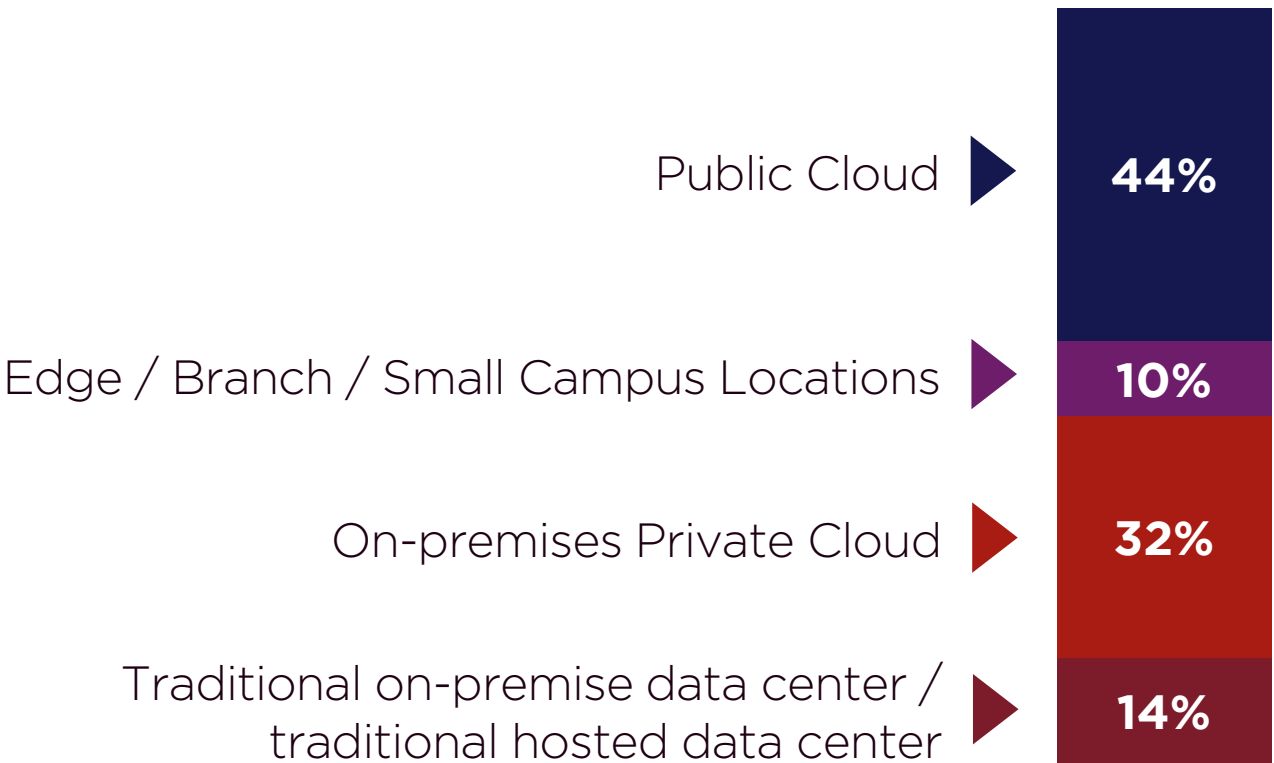 Public Cloud
44%
Edge / Branch / Small Campus Locations
10%
On-premises Private Cloud
32%
Traditional on-premise data center /
traditional hosted data center
14%